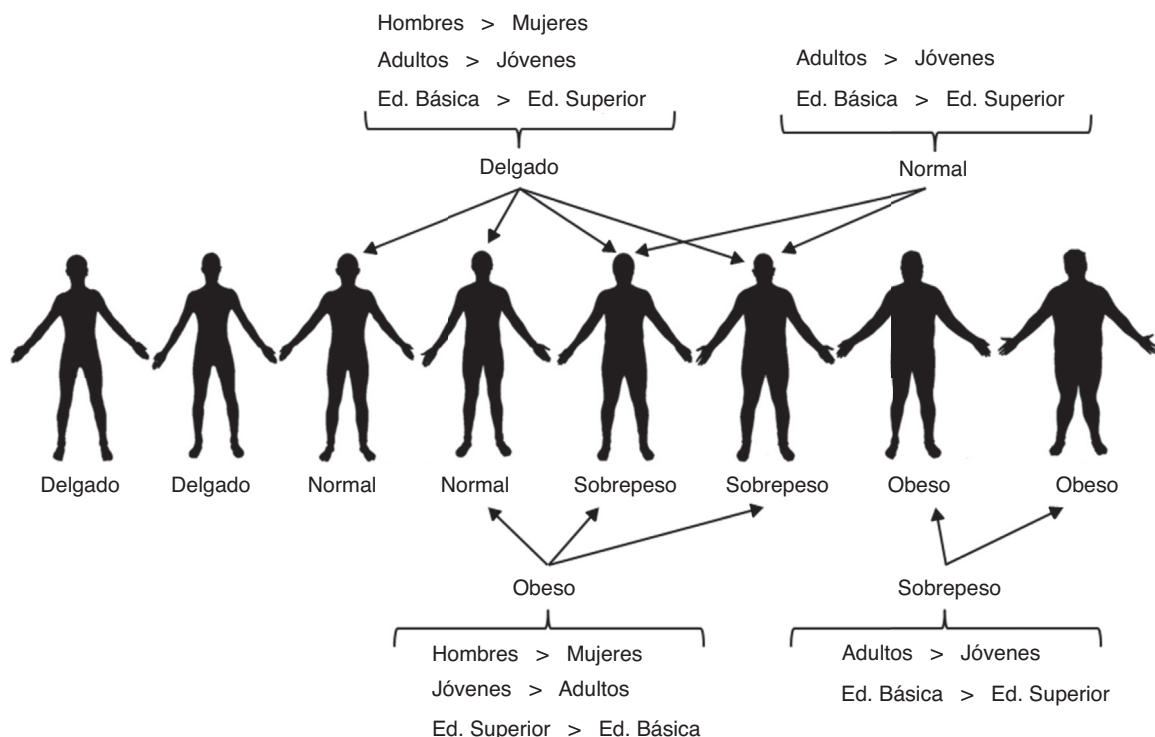 Hombres > Mujeres
Adultos > Jóvenes
Ed. Básica > Ed. Superior
Adultos > Jóvenes
Ed. Básica > Ed. Superior
Delgado
Normal
Delgado Delgado Normal Normal Sobrepeso Sobrepeso Obeso Obeso
Obeso
Sobrepeso
Hombres > Mujeres
Jóvenes > Adultos
Ed. Superior > Ed. Básica
Adultos > Jóvenes
Ed. Básica > Ed. Superior